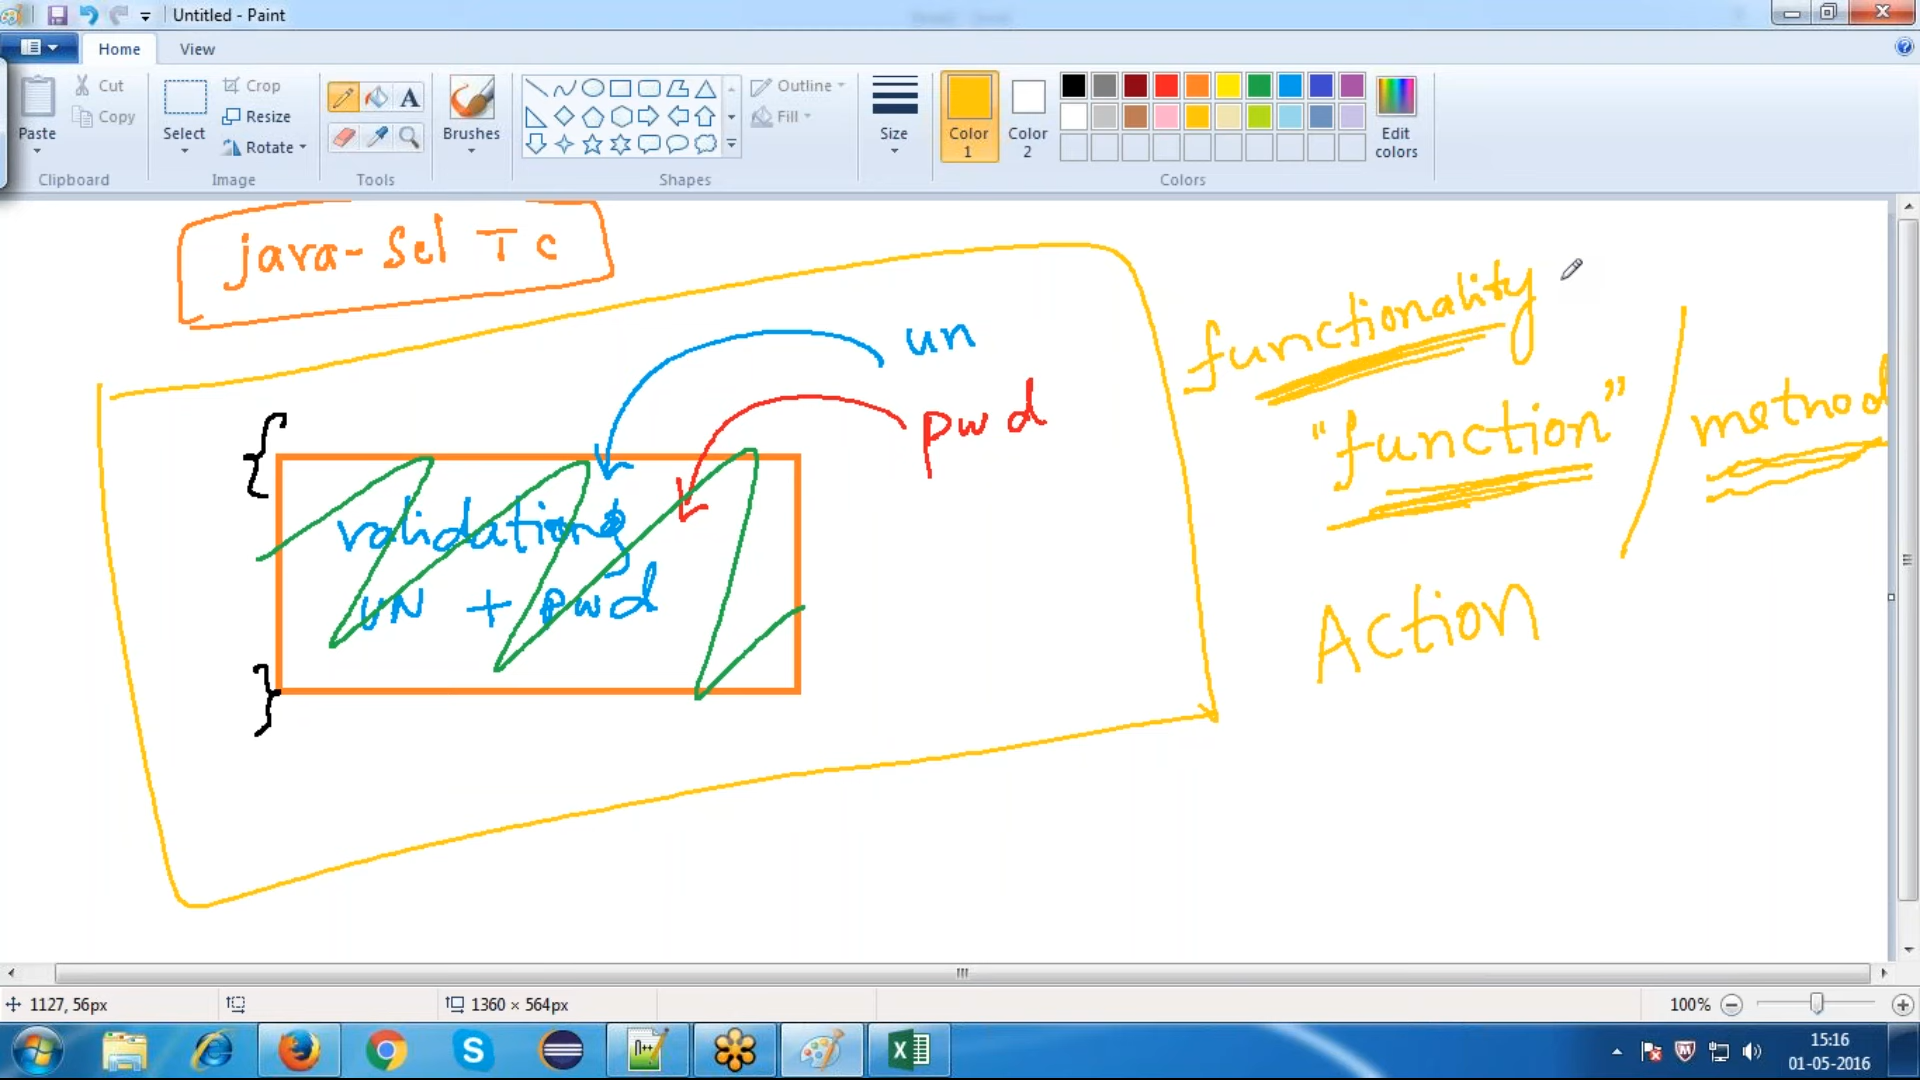 Untitled - Paint
Home View
Paste
Cut
Copy
Clipboard
Select
Crop
Resize
Rotate
Image
A
Tools
Brushes
Outline
Fill
Shapes
Size
Color 1
Color 2
Edit colors
Colors
java-Sel Tc
un
pwd
functionality
"function" / method
{
validation
UN + pwd
}
Action
1127, 56px
1360 × 564px
100%
15:16
01-05-2016